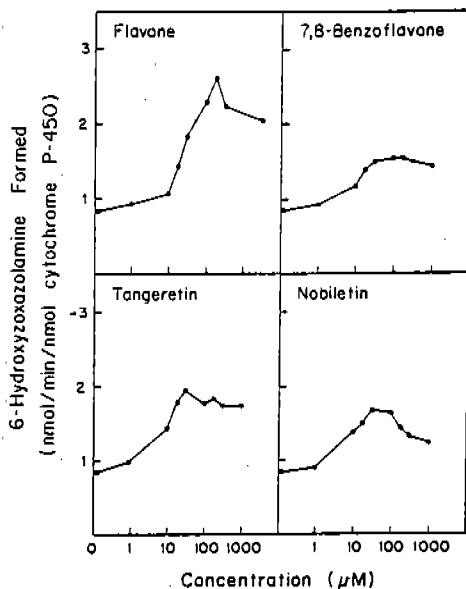 Flavone
7,8-Benzoflavone
3
2
1
Tangeretin
Nobiletin
3
2
1
0 1 10 100 1000
1 10 100 1000
Concentration (μM)
6-Hydroxyzoxazolamine Formed
(nmol/min/nmol cytochrome P-450)